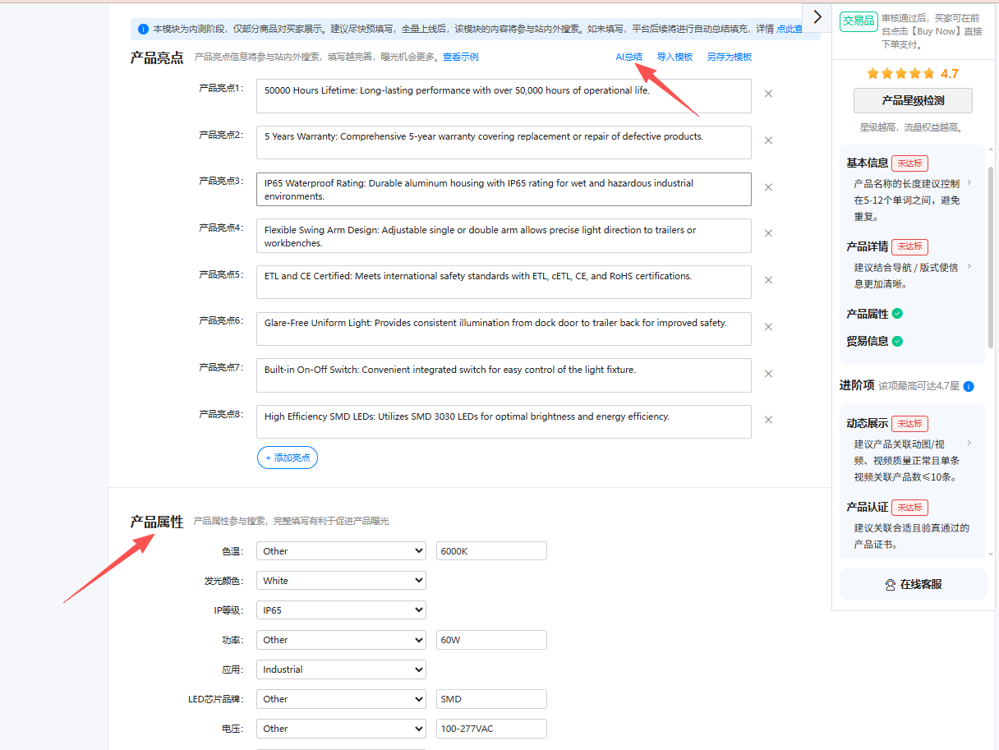 本模块为内测阶段，仅部分商品对买家展示。建议尽快预填写，全量上线后，该模块的内容将参与站内外搜索。如未填写，平台后续将进行自动总结填充，详情 点此查
产品亮点 产品亮点信息将参与站内外搜索，填写越完善，曝光机会更多。查看示例 AI总结 导入模板 另存为模板
产品亮点1： 50000 Hours Lifetime: Long-lasting performance with over 50,000 hours of operational life.
产品亮点2： 5 Years Warranty: Comprehensive 5-year warranty covering replacement or repair of defective products.
产品亮点3： IP65 Waterproof Rating: Durable aluminum housing with IP65 rating for wet and hazardous industrial
environments.
产品亮点4： Flexible Swing Arm Design: Adjustable single or double arm allows precise light direction to trailers or
workbenches.
产品亮点5： ETL and CE Certified: Meets international safety standards with ETL, cETL, CE, and RoHS certifications.
产品亮点6： Glare-Free Uniform Light: Provides consistent illumination from dock door to trailer back for improved safety.
产品亮点7： Built-in On-Off Switch: Convenient integrated switch for easy control of the light fixture.
产品亮点8： High Efficiency SMD LEDs: Utilizes SMD 3030 LEDs for optimal brightness and energy efficiency.
+ 添加亮点
产品属性 产品属性参与搜索，完整填写有利于促进产品曝光
色温： Other 6000K
发光颜色： White
IP等级： IP65
功率： Other 60W
应用： Industrial
LED芯片品牌： Other SMD
电压： Other 100-277VAC
交易品
审核通过后，买家可在前
台点击【Buy Now】直接
下单支付。
4.7
产品星级检测
星级越高，流量权益越高。
基本信息 未达标
产品名称的长度建议控制
在5-12个单词之间，避免
重复。
产品详情 未达标
建议结合导航 / 版式使信
息更加清晰。
产品属性
贸易信息
进阶项 该项最高可达4.7星
动态展示 未达标
建议产品关联动图/视
频、视频质量正常且单条
视频关联产品数≤10条。
产品认证 未达标
建议关联合适且验真通过的
产品证书。
在线客服